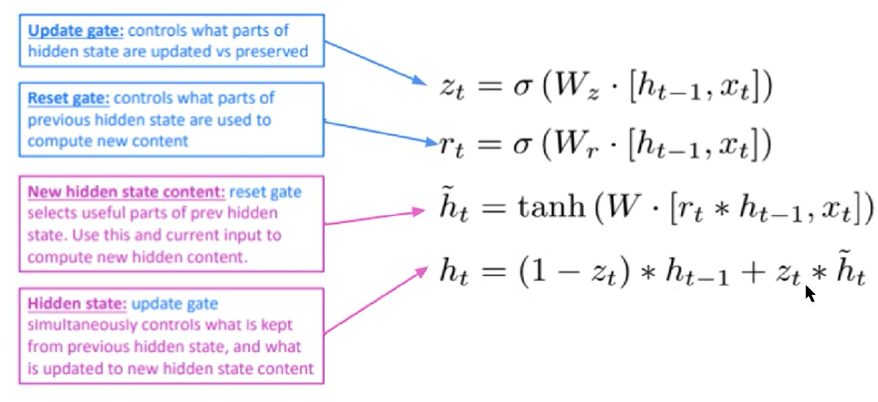 Update gate: controls what parts of
hidden state are updated vs preserved
Reset gate: controls what parts of
previous hidden state are used to
compute new content
New hidden state content: reset gate
selects useful parts of prev hidden
state. Use this and current input to
compute new hidden content.
Hidden state: update gate
simultaneously controls what is kept
from previous hidden state, and what
is updated to new hidden state content
z_t = σ (W_z · [h_{t−1}, x_t])
r_t = σ (W_r · [h_{t−1}, x_t])
h̃_t = tanh (W · [r_t * h_{t−1}, x_t])
h_t = (1 − z_t) * h_{t−1} + z_t * h̃_t